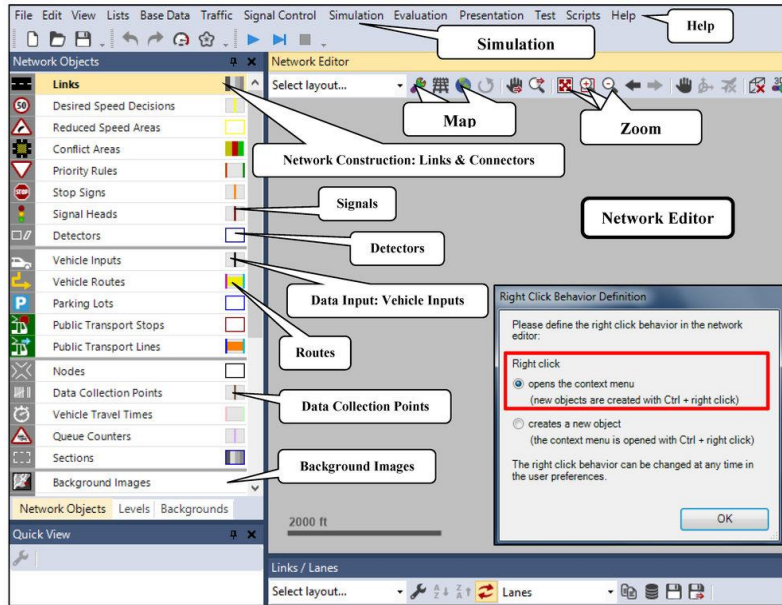 File Edit View Lists Base Data Traffic Signal Control Simulation Evaluation Presentation Test Scripts Help
Help
Simulation
Network Objects
Network Editor
Select layout...
Links
50 Desired Speed Decisions
Reduced Speed Areas
Conflict Areas
Priority Rules
STOP Stop Signs
Signal Heads
Detectors
Vehicle Inputs
Vehicle Routes
P Parking Lots
Public Transport Stops
Public Transport Lines
Nodes
Data Collection Points
Vehicle Travel Times
Queue Counters
Sections
Background Images
Network Objects Levels Backgrounds
Quick View
Map
Zoom
Network Construction: Links & Connectors
Signals
Network Editor
Detectors
Data Input: Vehicle Inputs
Routes
Data Collection Points
Background Images
Right Click Behavior Definition
Please define the right click behavior in the network
editor:
Right click
opens the context menu
(new objects are created with Ctrl + right click)
creates a new object
(the context menu is opened with Ctrl + right click)
The right click behavior can be changed at any time in
the user preferences.
OK
2000 ft
Links / Lanes
Select layout...
A Z
Z A
Lanes